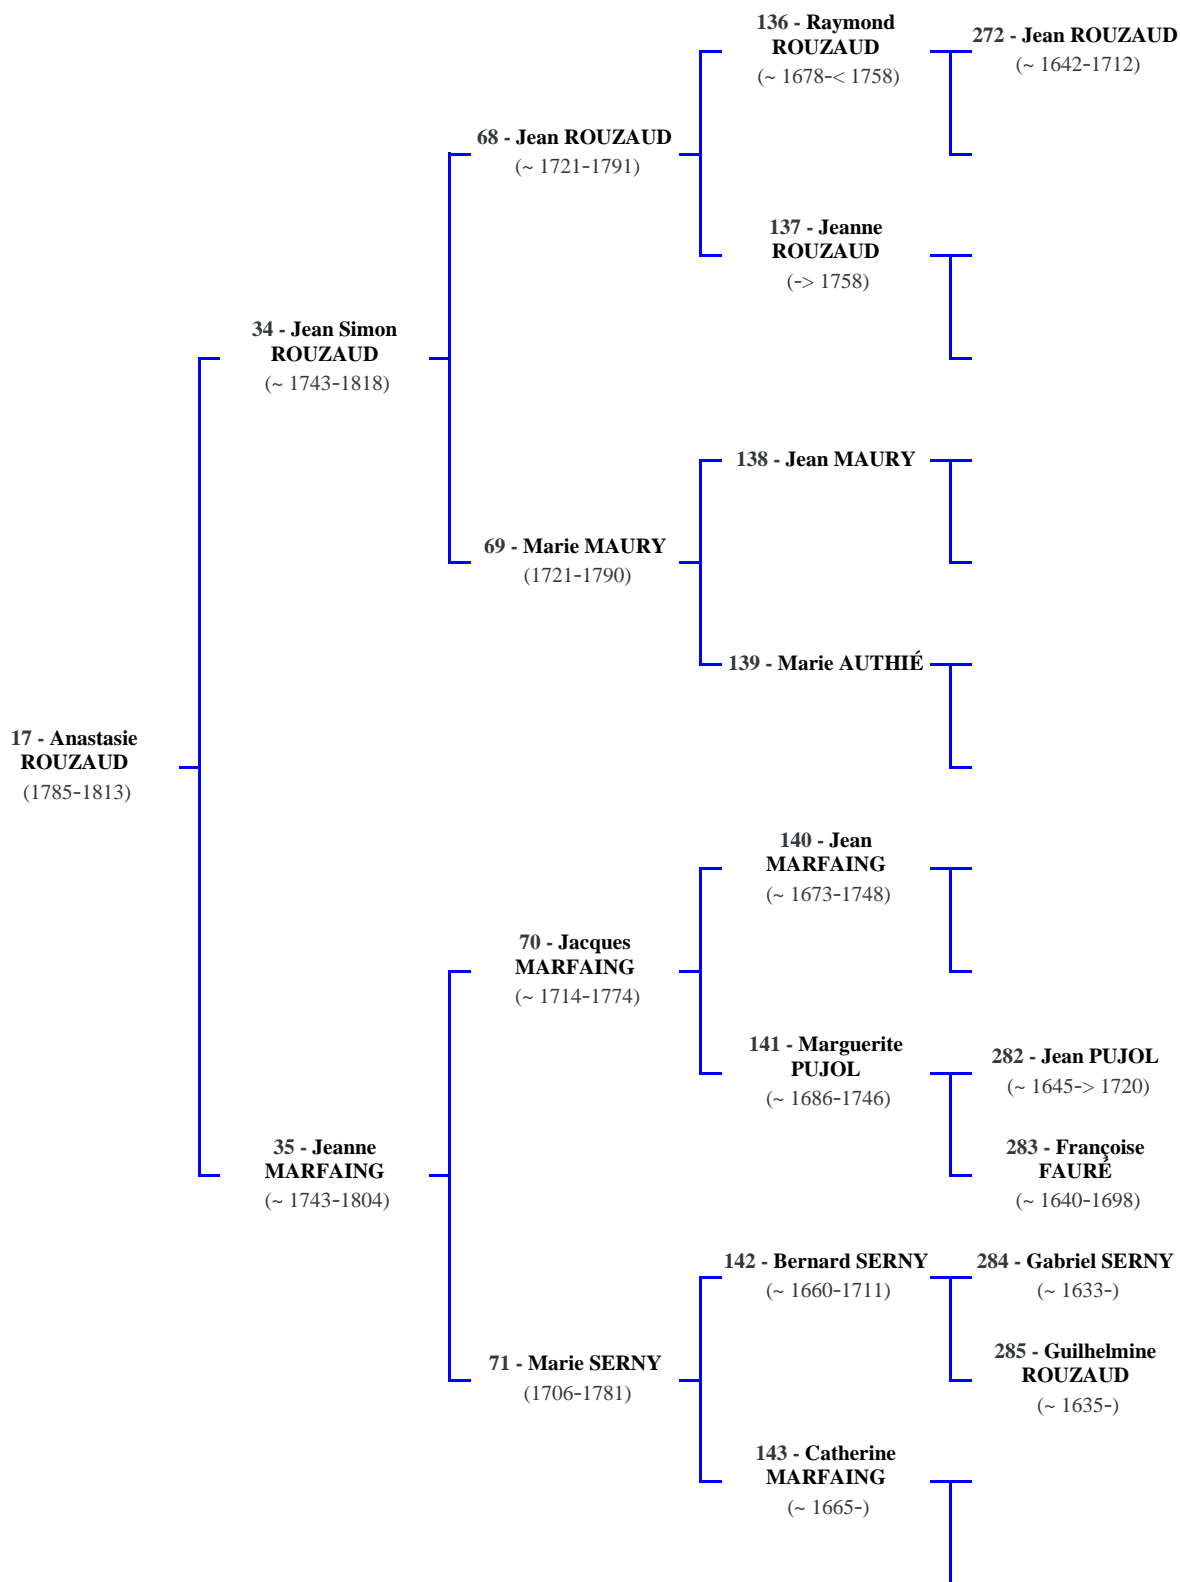 136 - Raymond
ROUZAUD
(~ 1678-< 1758)
272 - Jean ROUZAUD
(~ 1642-1712)
68 - Jean ROUZAUD
(~ 1721-1791)
137 - Jeanne
ROUZAUD
(-> 1758)
34 - Jean Simon
ROUZAUD
(~ 1743-1818)
138 - Jean MAURY
69 - Marie MAURY
(1721-1790)
139 - Marie AUTHIÉ
17 - Anastasie
ROUZAUD
(1785-1813)
140 - Jean
MARFAING
(~ 1673-1748)
70 - Jacques
MARFAING
(~ 1714-1774)
141 - Marguerite
PUJOL
(~ 1686-1746)
282 - Jean PUJOL
(~ 1645-> 1720)
35 - Jeanne
MARFAING
(~ 1743-1804)
283 - Françoise
FAURÉ
(~ 1640-1698)
142 - Bernard SERNY
(~ 1660-1711)
284 - Gabriel SERNY
(~ 1633-)
71 - Marie SERNY
(1706-1781)
285 - Guilhelmine
ROUZAUD
(~ 1635-)
143 - Catherine
MARFAING
(~ 1665-)